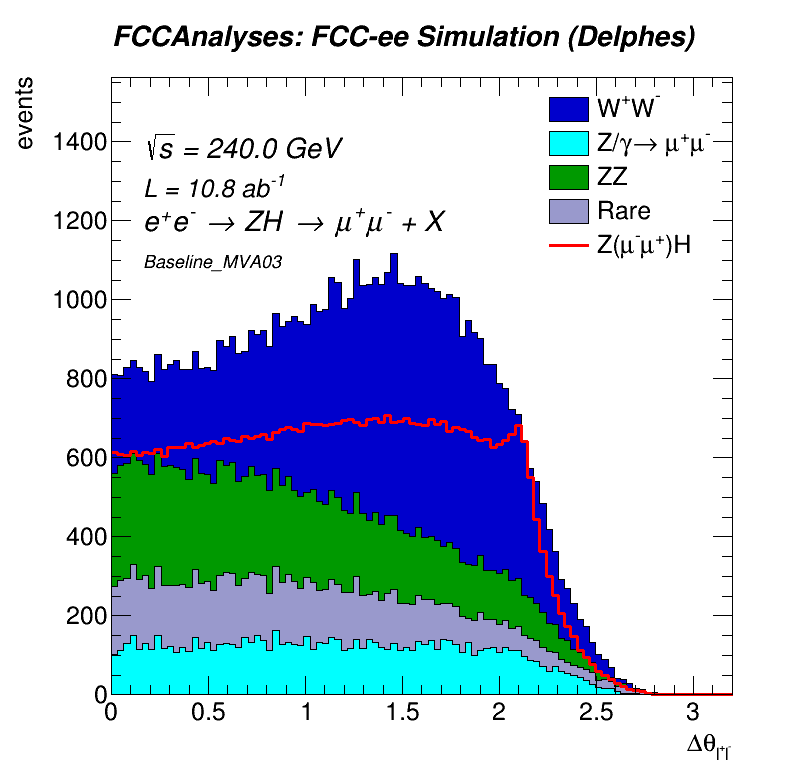 FCCAnalyses: FCC-ee Simulation (Delphes)
events
√s = 240.0 GeV
L = 10.8 ab⁻¹
e⁺e⁻ → ZH → μ⁺μ⁻ + X
Baseline_MVA03
W⁺W⁻
Z/γ→ μ⁺μ⁻
ZZ
Rare
Z(μ⁻μ⁺)H
1400
1200
1000
800
600
400
200
0
0 0.5 1 1.5 2 2.5 3
Δθ_l⁺l⁻